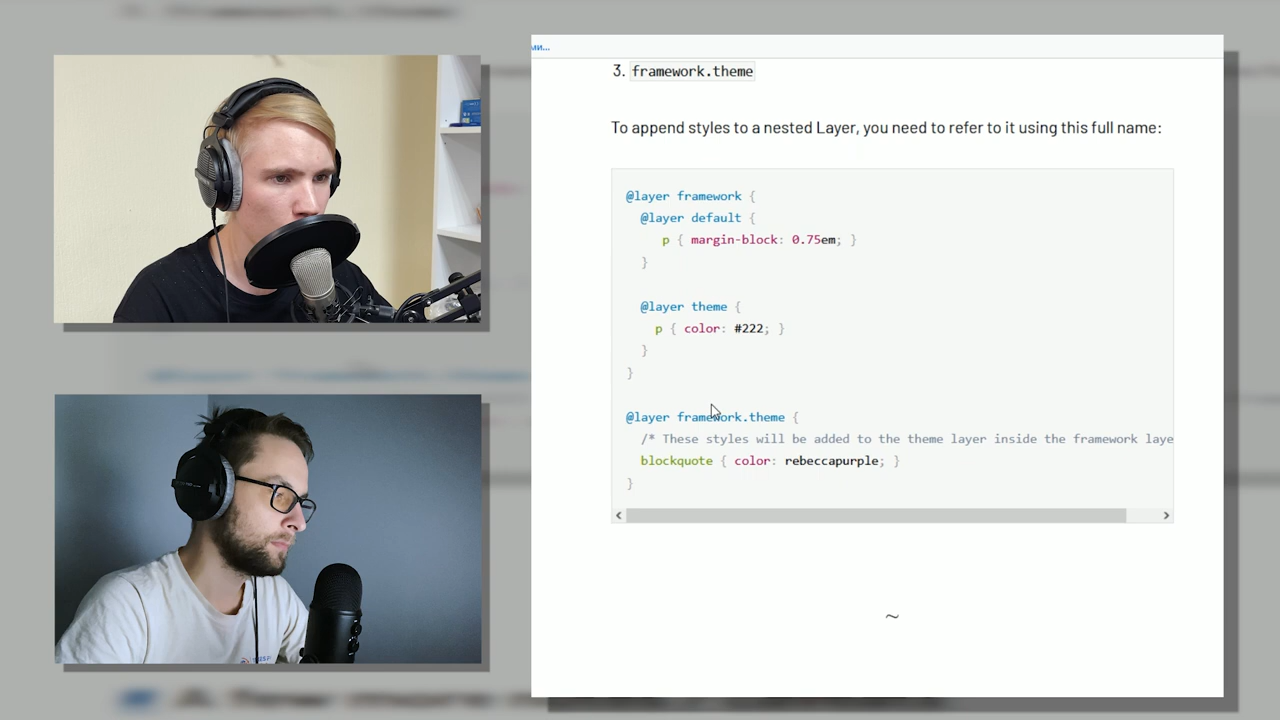 ми...
3. framework.theme
To append styles to a nested Layer, you need to refer to it using this full name:
@layer framework {
@layer default {
p { margin-block: 0.75em; }
}
@layer theme {
p { color: #222; }
}
}
@layer framework.theme {
/* These styles will be added to the theme layer inside the framework laye
blockquote { color: rebeccapurple; }
}
~